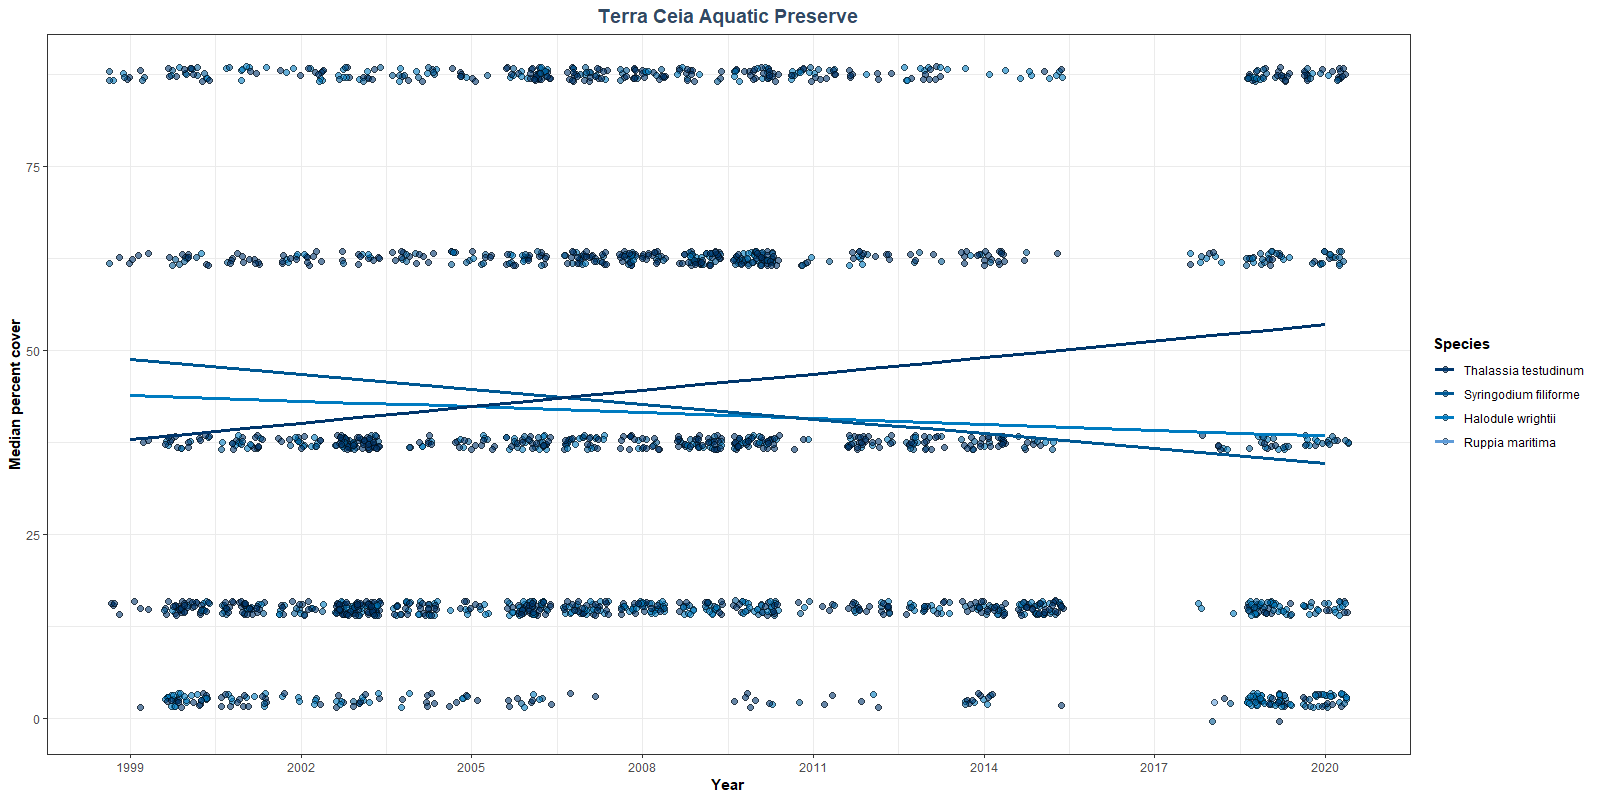 Terra Ceia Aquatic Preserve
Median percent cover
75
50
25
0
1999 2002 2005 2008 2011 2014 2017 2020
Year
Species
Thalassia testudinum
Syringodium filiforme
Halodule wrightii
Ruppia maritima